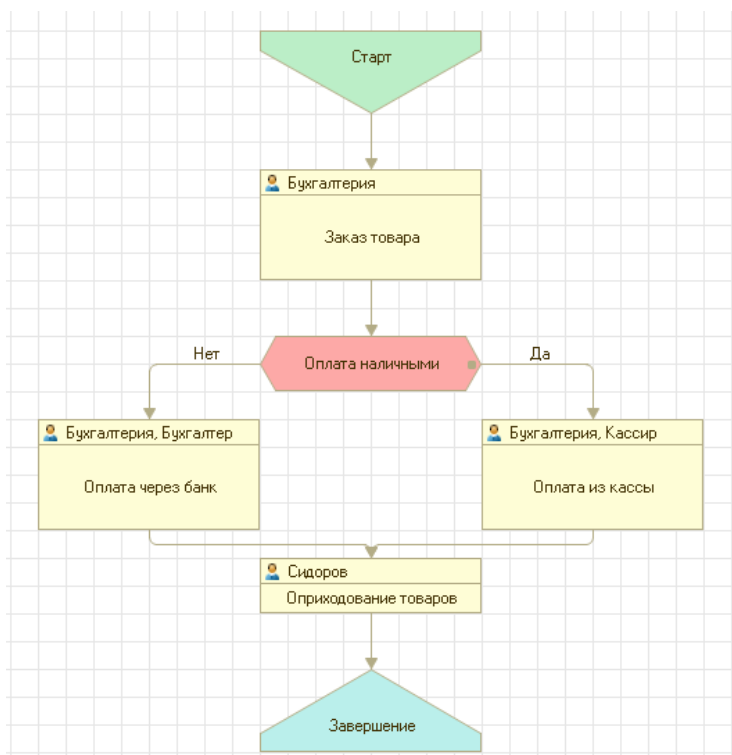 Старт
Бухгалтерия
Заказ товара
Оплата наличными
Нет
Да
Бухгалтерия, Бухгалтер
Оплата через банк
Бухгалтерия, Кассир
Оплата из кассы
Сидоров
Оприходование товаров
Завершение